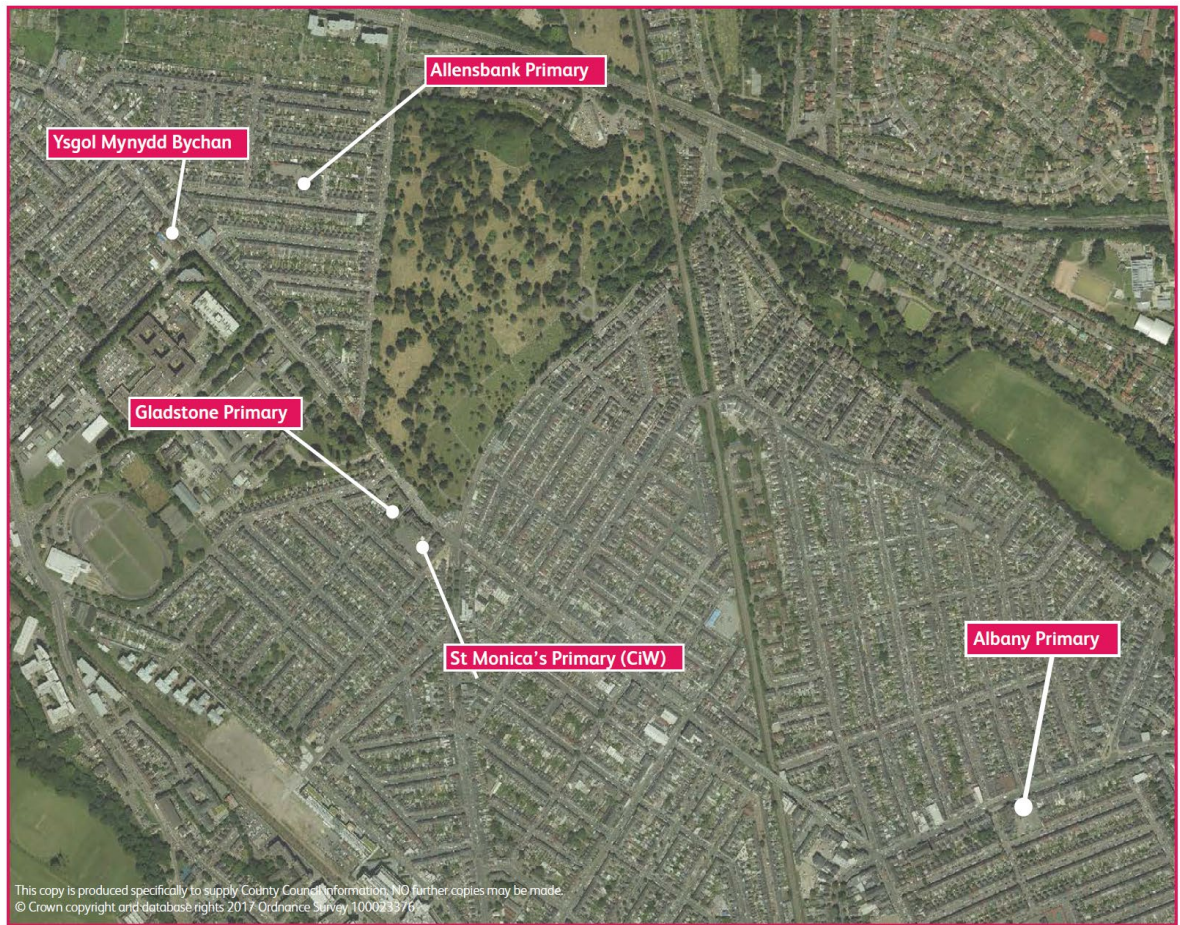 Allensbank Primary
Ysgol Mynydd Bychan
Gladstone Primary
Albany Primary
St Monica's Primary (CiW)
This copy is produced specifically to supply County Council information. NO further copies may be made.
© Crown copyright and database rights 2017 Ordnance Survey 100023376